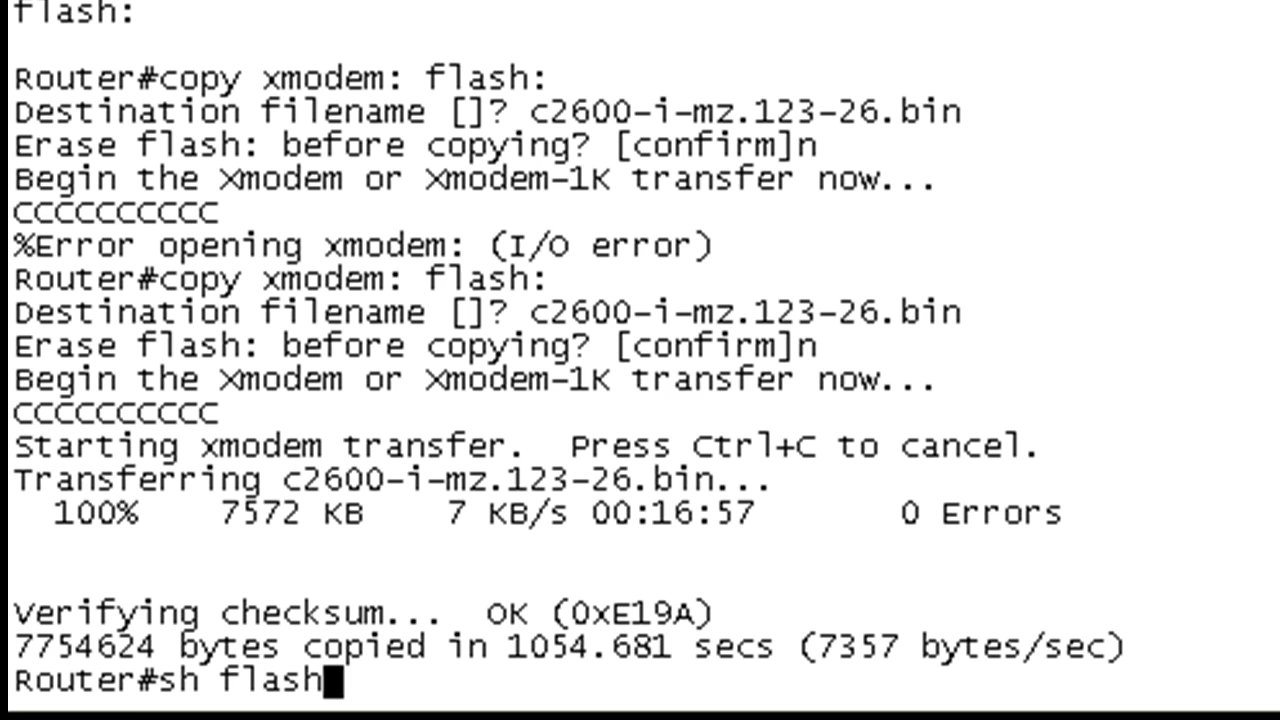 flash:
Router#copy xmodem: flash:
Destination filename []? c2600-i-mz.123-26.bin
Erase flash: before copying? [confirm]n
Begin the Xmodem or Xmodem-1K transfer now...
CCCCCCCCCC
%Error opening xmodem: (I/O error)
Router#copy xmodem: flash:
Destination filename []? c2600-i-mz.123-26.bin
Erase flash: before copying? [confirm]n
Begin the Xmodem or Xmodem-1K transfer now...
CCCCCCCCCC
Starting xmodem transfer.  Press Ctrl+C to cancel.
Transferring c2600-i-mz.123-26.bin...
  100%    7572 KB    7 KB/s 00:16:57       0 Errors
Verifying checksum...  OK (0xE19A)
7754624 bytes copied in 1054.681 secs (7357 bytes/sec)
Router#sh flash